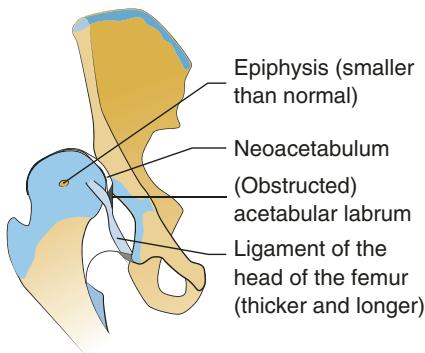 Epiphysis (smaller
than normal)
Neoacetabulum
(Obstructed)
acetabular labrum
Ligament of the
head of the femur
(thicker and longer)